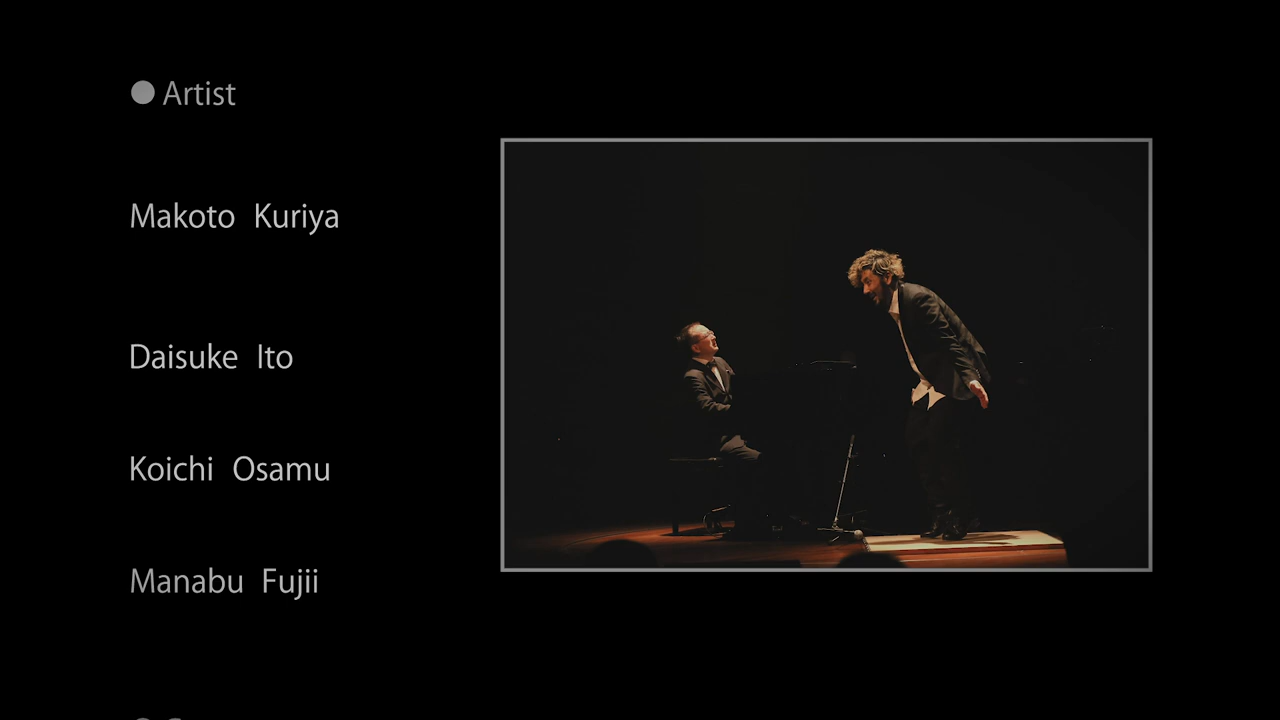 ● Artist
Makoto Kuriya
Daisuke Ito
Koichi Osamu
Manabu Fujii